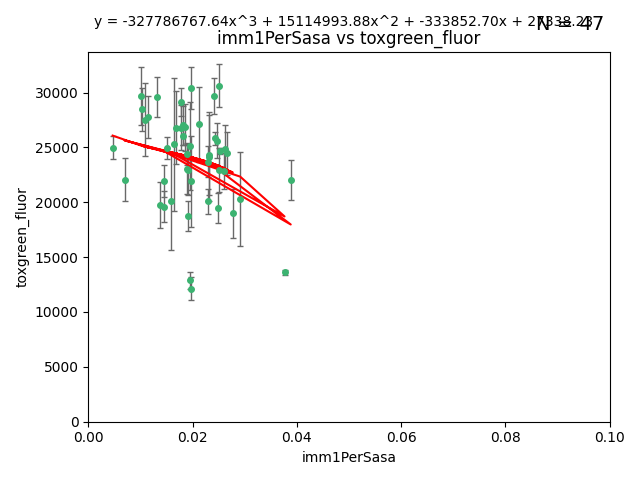 y = -327786767.64x^3 + 15114993.88x^2 + -333852.70x + 27338.23
N = 47
imm1PerSasa vs toxgreen_fluor
30000
25000
20000
15000
10000
5000
0
toxgreen_fluor
0.00 0.02 0.04 0.06 0.08 0.10
imm1PerSasa